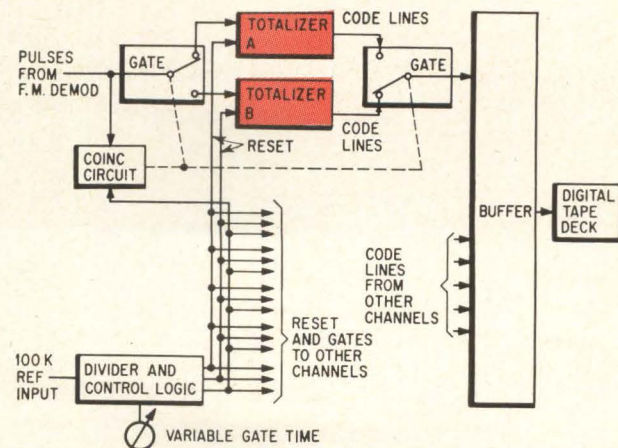 CODE LINES
TOTALIZER
A
PULSES
FROM
F.M. DEMOD
GATE
GATE
TOTALIZER
B
CODE
LINES
RESET
COINC
CIRCUIT
BUFFER
DIGITAL
TAPE
DECK
CODE
LINES
FROM
OTHER
CHANNELS
RESET
AND GATES
TO OTHER
CHANNELS
100 K
REF
INPUT
DIVIDER AND
CONTROL LOGIC
VARIABLE GATE TIME